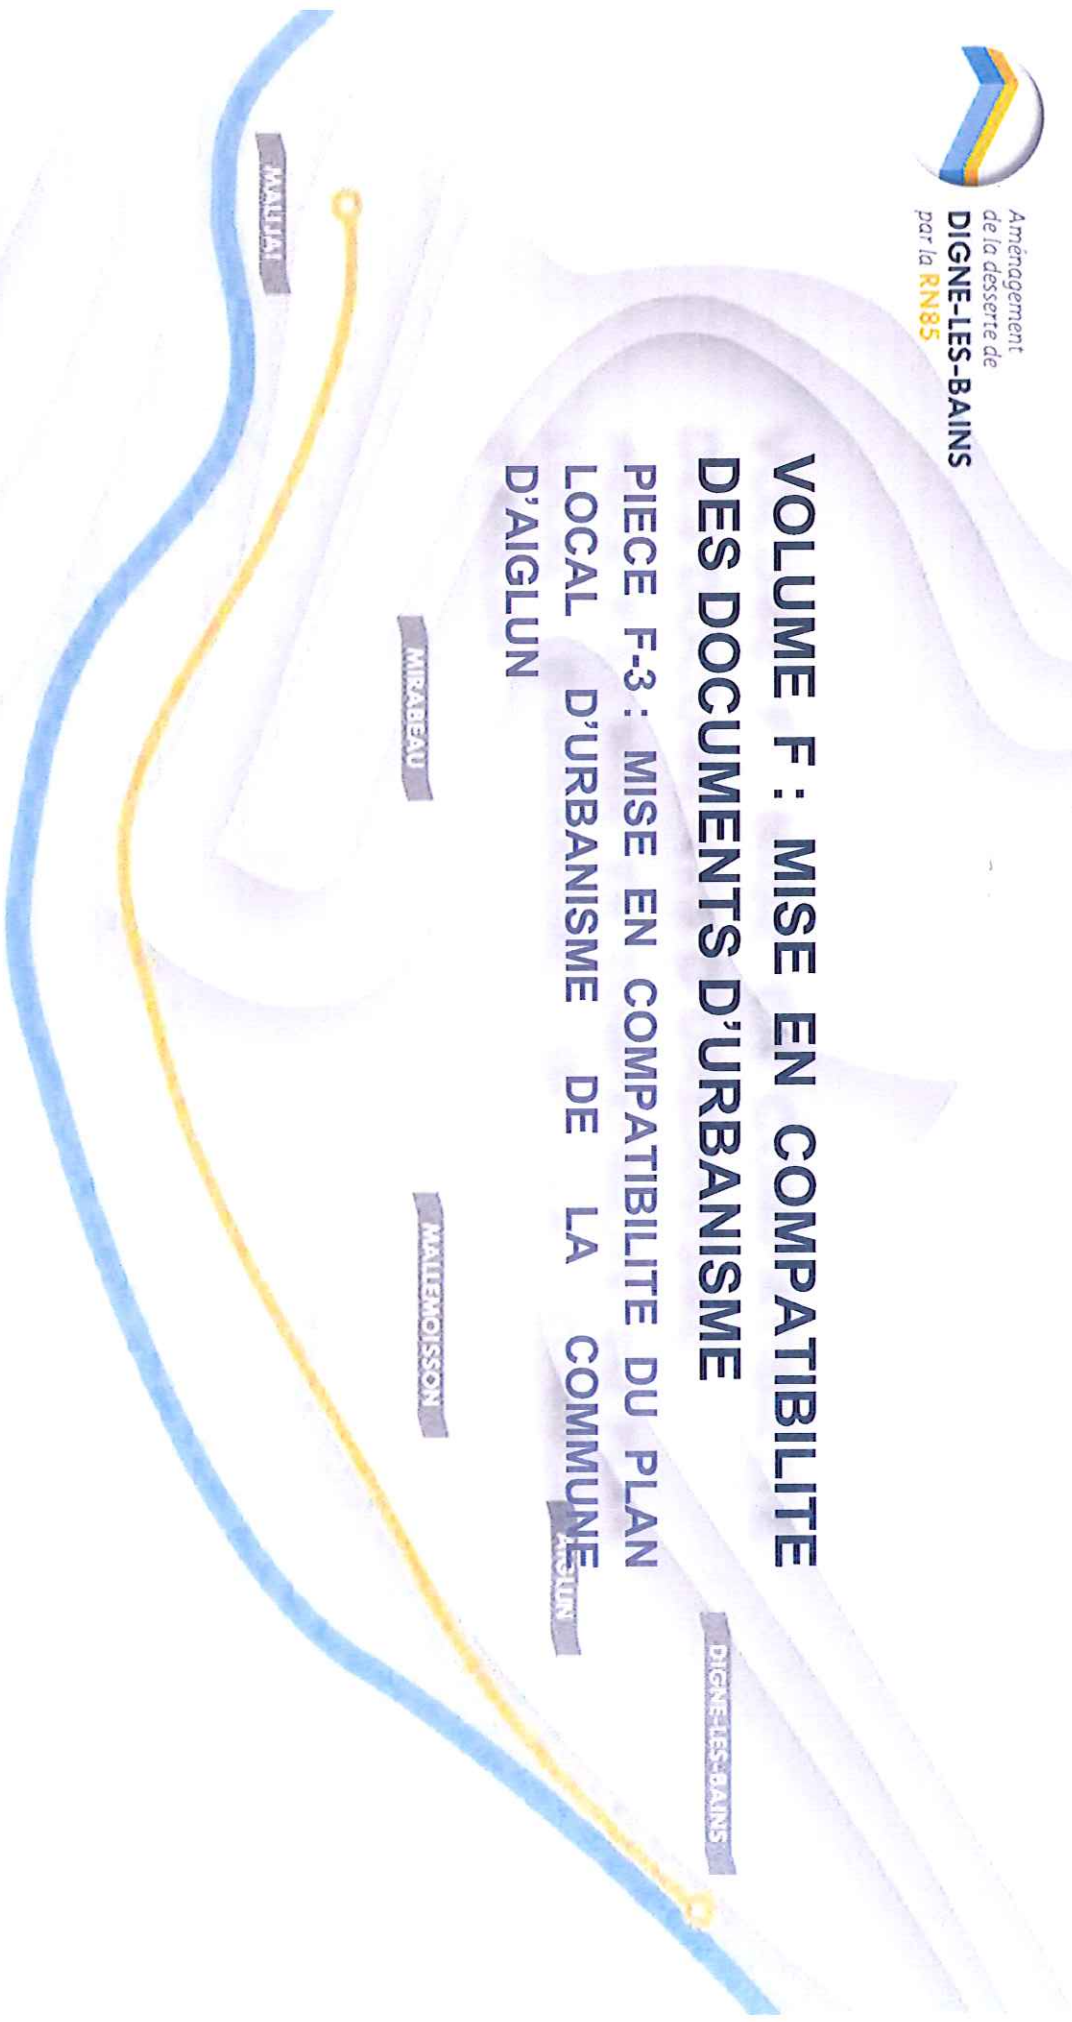 Aménagement
de la desserte de
DIGNE-LES-BAINS
par la RN85
VOLUME F : MISE EN COMPATIBILITE
DES DOCUMENTS D'URBANISME
PIECE F-3 : MISE EN COMPATIBILITE DU PLAN
LOCAL D'URBANISME DE LA COMMUNE
D'AIGLUN
DIGNE-LES-BAINS
AIGLUN
MALLEMOISSON
MIRABEAU
MALIJAI